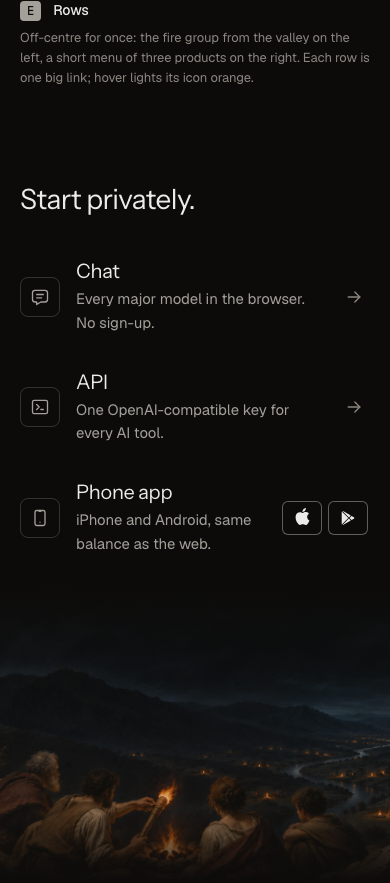 E Rows
Off-centre for once: the fire group from the valley on the
left, a short menu of three products on the right. Each row is
one big link; hover lights its icon orange.
Start privately.
Chat
Every major model in the browser.
No sign-up.
API
One OpenAI-compatible key for
every AI tool.
Phone app
iPhone and Android, same
balance as the web.